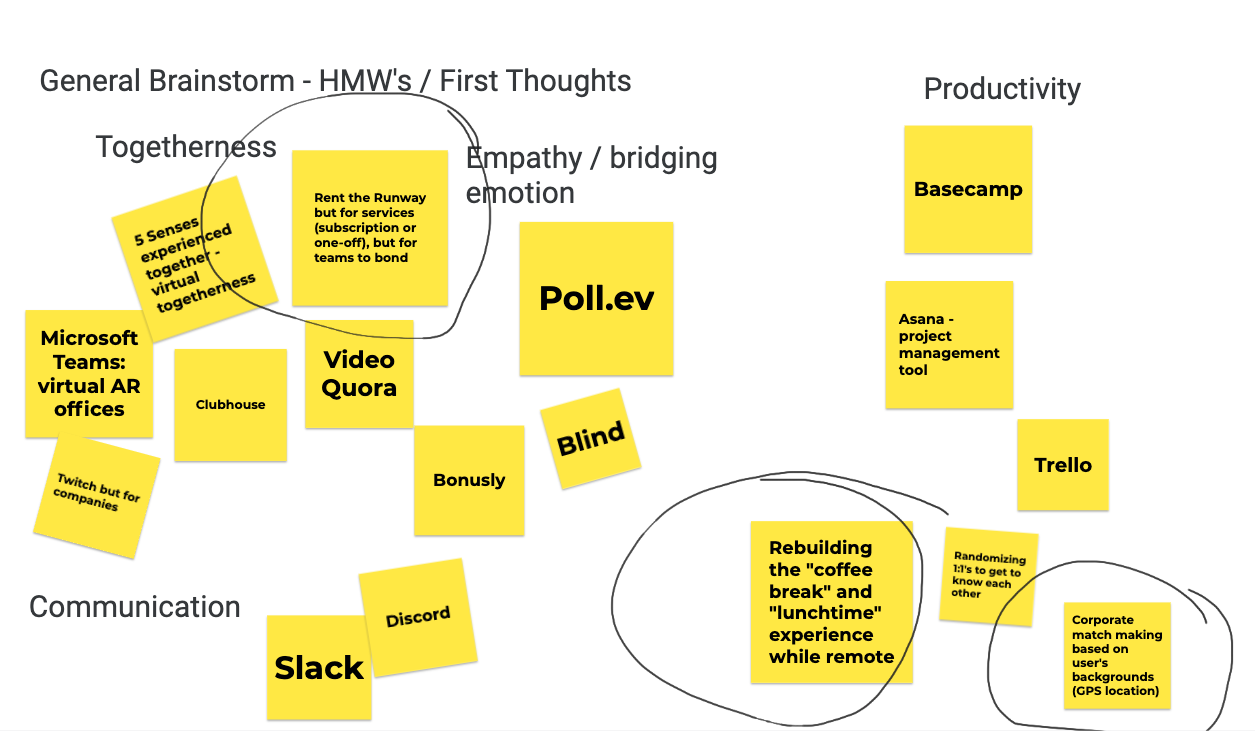 General Brainstorm - HMW's / First Thoughts
Productivity
Togetherness
Empathy / bridging
emotion
Basecamp
Rent the Runway
but for services
(subscription or
one-off), but for
teams to bond
5 Senses
experienced
together -
virtual
togetherness
Poll.ev
Asana -
project
management
tool
Microsoft
Teams:
virtual AR
offices
Clubhouse
Video
Quora
Blind
Trello
Twitch but for
companies
Bonusly
Rebuilding
the "coffee
break" and
"lunchtime"
experience
while remote
Randomizing
1:1's to get to
know each
other
Corporate
match making
based on
user's
backgrounds
(GPS location)
Communication
Discord
Slack